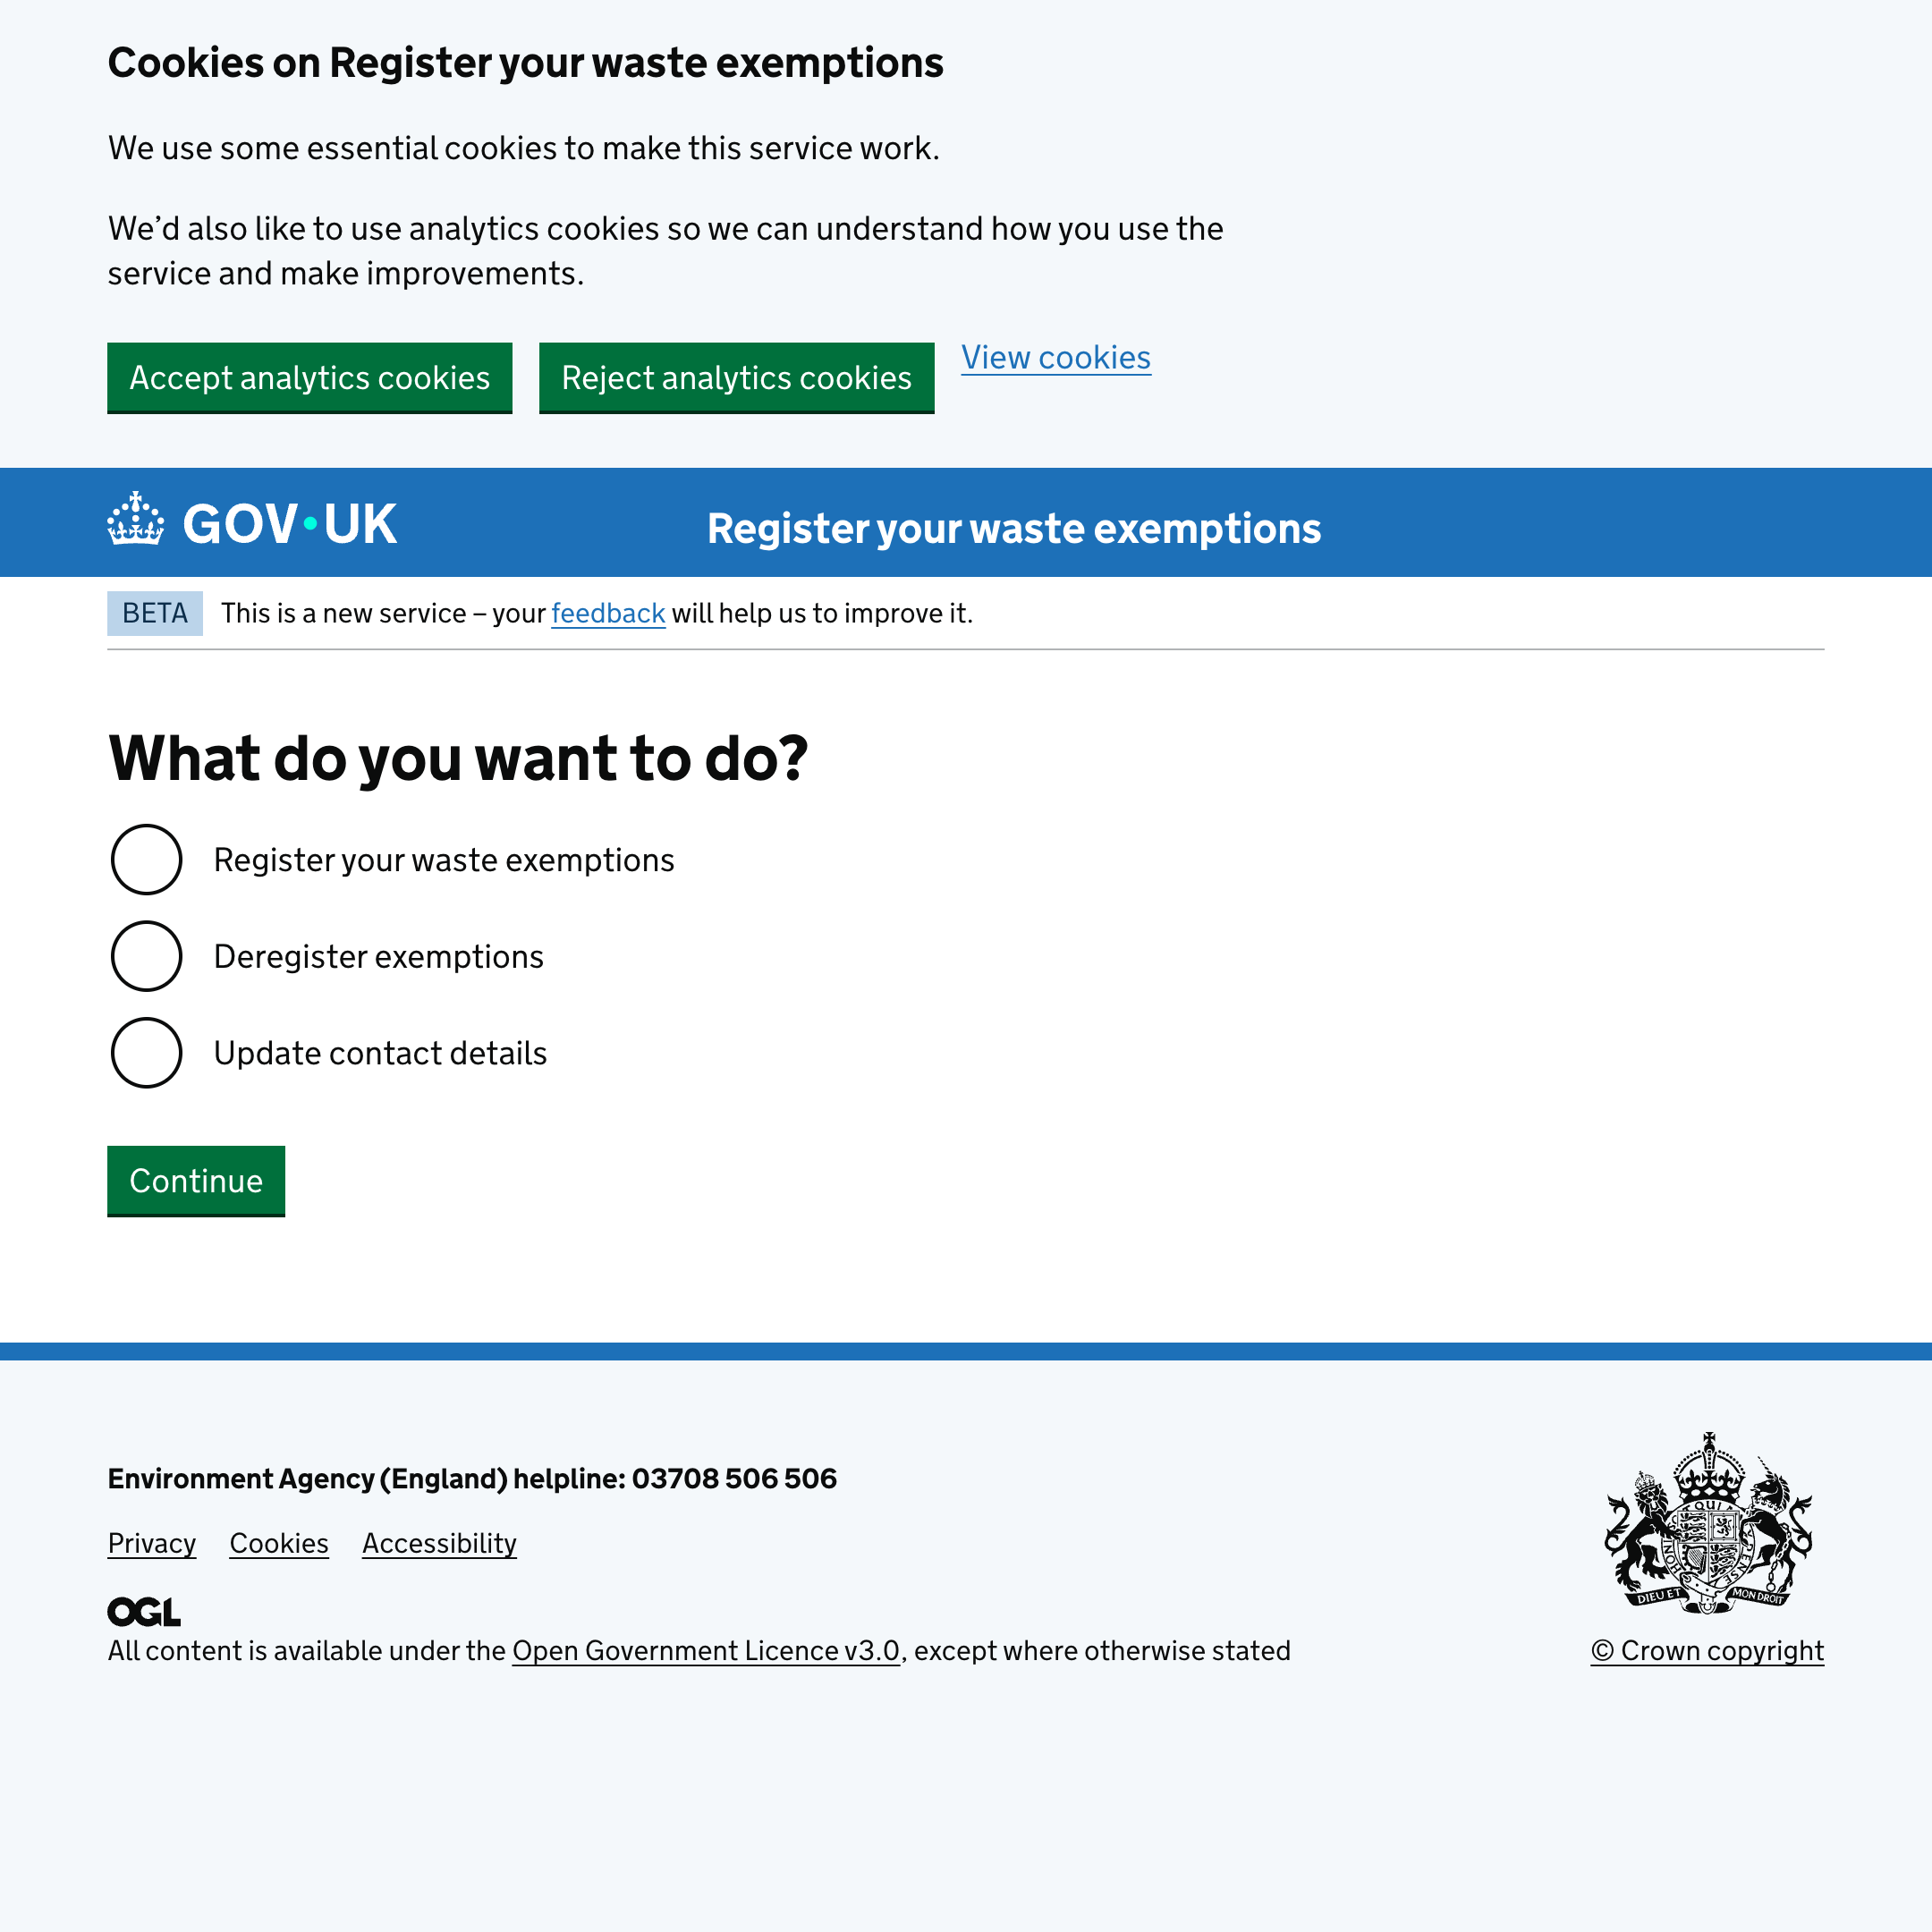 Cookies on Register your waste exemptions
We use some essential cookies to make this service work.
We’d also like to use analytics cookies so we can understand how you use the
service and make improvements.
Accept analytics cookies Reject analytics cookies View cookies
GOV·UK Register your waste exemptions
BETA This is a new service – your feedback will help us to improve it.
What do you want to do?
Register your waste exemptions
Deregister exemptions
Update contact details
Continue
Environment Agency (England) helpline: 03708 506 506
Privacy Cookies Accessibility
OGL
All content is available under the Open Government Licence v3.0, except where otherwise stated
DIEU ET MON DROIT
© Crown copyright